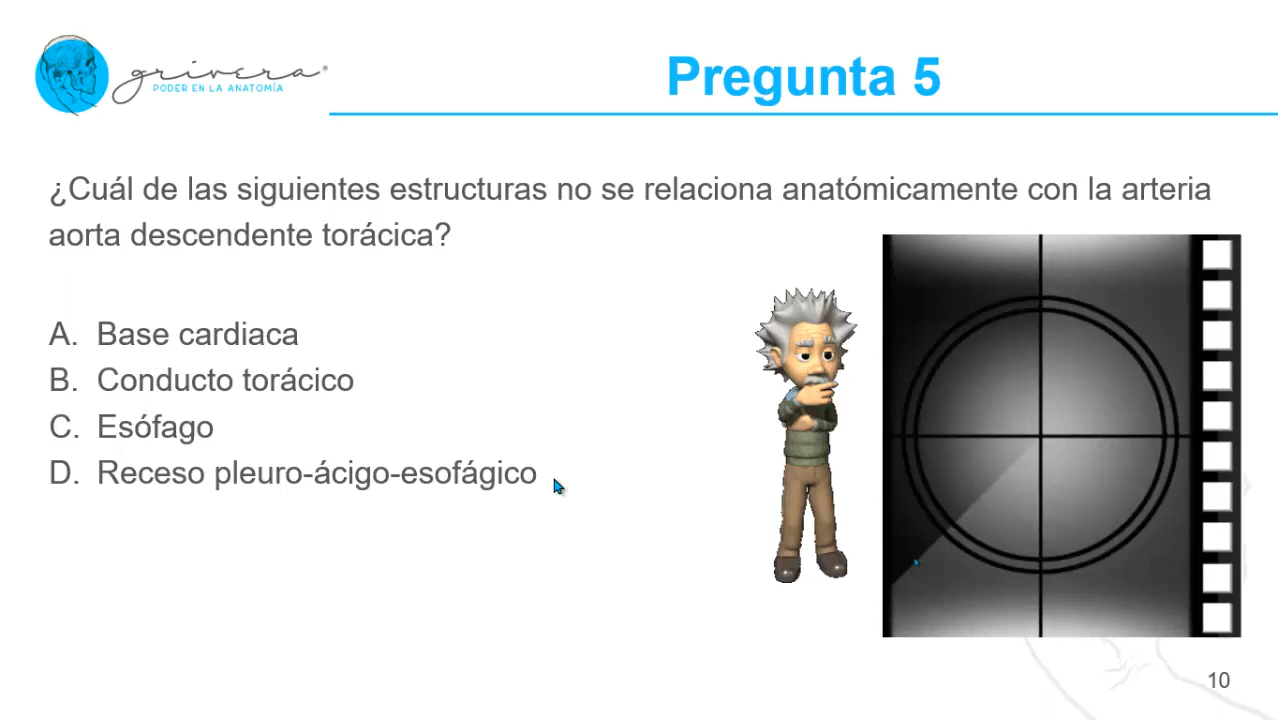 grivera®
PODER EN LA ANATOMÍA
Pregunta 5
¿Cuál de las siguientes estructuras no se relaciona anatómicamente con la arteria
aorta descendente torácica?
A. Base cardiaca
B. Conducto torácico
C. Esófago
D. Receso pleuro-ácigo-esofágico
10